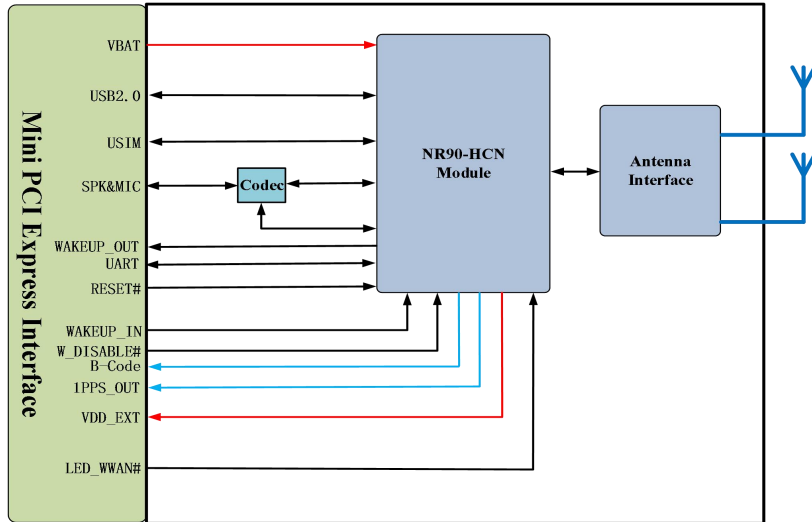 Mini PCI Express Interface
VBAT
USB2.0
USIM
SPK&MIC
WAKEUP_OUT
UART
RESET#
WAKEUP_IN
W_DISABLE#
B-Code
1PPS_OUT
VDD_EXT
LED_WWAN#
Codec
NR90-HCN
Module
Antenna
Interface